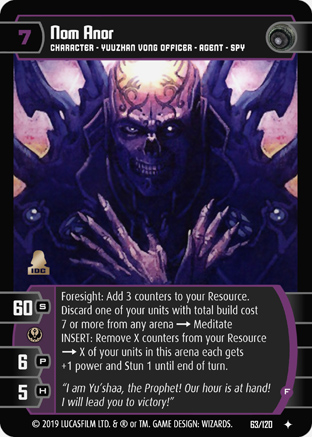 7
Nom Anor
CHARACTER - YUUZHAN VONG OFFICER - AGENT - SPY
IDC
60 S
6 P
5 H
Foresight: Add 3 counters to your Resource.
Discard one of your units with total build cost
7 or more from any arena → Meditate
INSERT: Remove X counters from your Resource
→ X of your units in this arena each gets
+1 power and Stun 1 until end of turn.
“I am Yu’shaa, the Prophet! Our hour is at hand!
I will lead you to victory!”
F
© 2019 LUCASFILM LTD. & ® or TM. GAME DESIGN: WIZARDS.
63/120